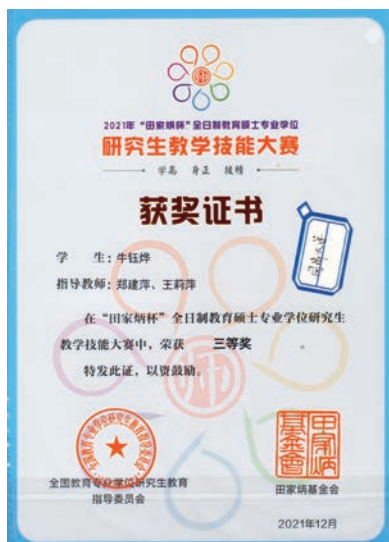 2021年“田家炳杯”全日制教育硕士专业学位
研究生教学技能大赛
学高 身正 技精
获奖证书
学 生：牛钰烨
指导教师：郑建萍、王莉萍
在“田家炳杯”全日制教育硕士专业学位研究生
教学技能大赛中，荣获 三等奖
特发此证，以资鼓励。
全国教育专业学位研究生教育
指导委员会
田家炳
基金會
田家炳基金会
2021年12月